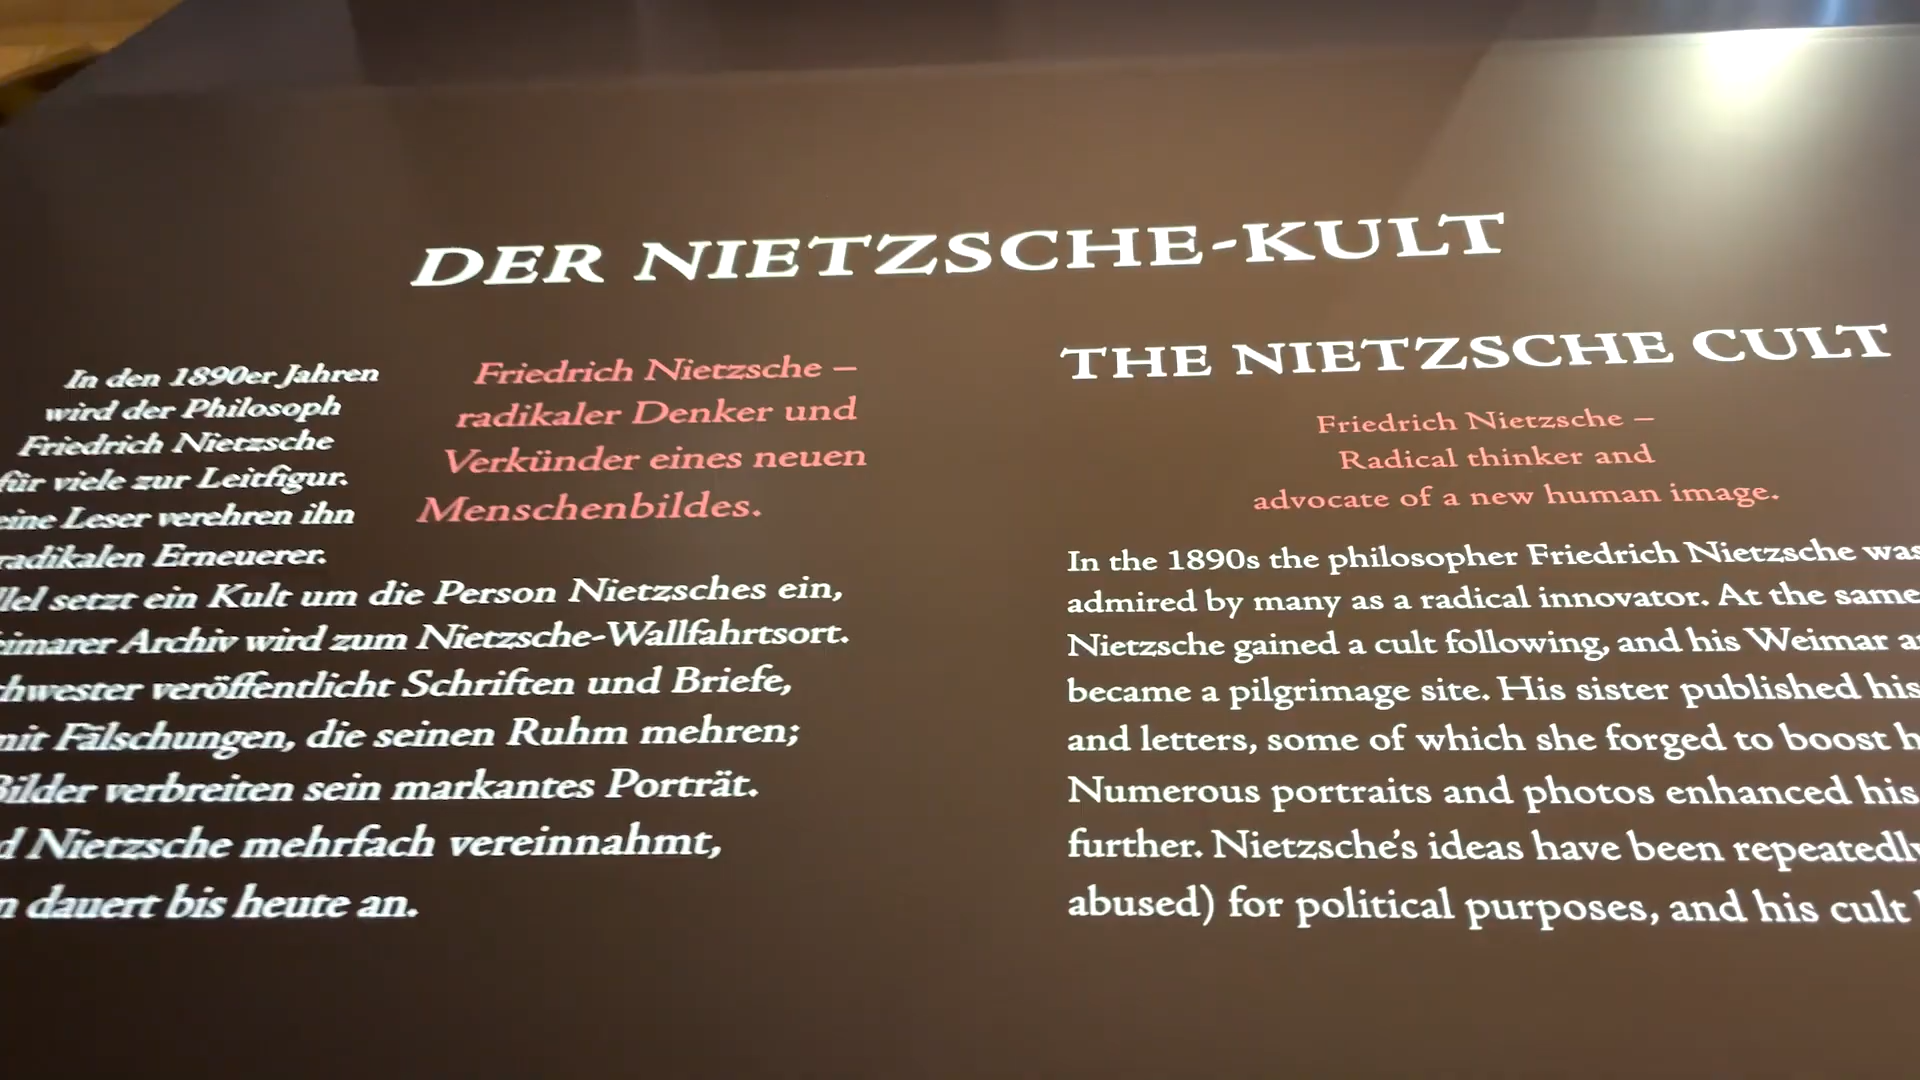 DER NIETZSCHE-KULT
In den 1890er Jahren
wird der Philosoph
Friedrich Nietzsche
für viele zur Leitfigur.
Leser verehren ihn
radikalen Erneuerer.
setzt ein Kult um die Person Nietzsches ein,
Archiv wird zum Nietzsche-Wallfahrtsort.
veröffentlicht Schriften und Briefe,
mit Fälschungen, die seinen Ruhm mehren;
Bilder verbreiten sein markantes Porträt.
Nietzsche mehrfach vereinnahmt,
dauert bis heute an.
Friedrich Nietzsche –
radikaler Denker und
Verkünder eines neuen
Menschenbildes.
THE NIETZSCHE CULT
Friedrich Nietzsche –
Radical thinker and
advocate of a new human image.
In the 1890s the philosopher Friedrich Nietzsche was
admired by many as a radical innovator. At the same
Nietzsche gained a cult following, and his Weimar
became a pilgrimage site. His sister published his
and letters, some of which she forged to boost
Numerous portraits and photos enhanced his
further. Nietzsche's ideas have been repeatedly
abused) for political purposes, and his cult